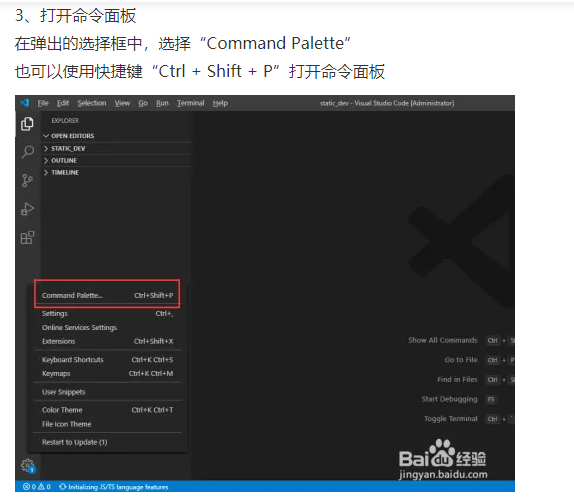 3、打开命令面板
在弹出的选择框中，选择“Command Palette”
也可以使用快捷键“Ctrl + Shift + P”打开命令面板
File Edit Selection View Go Run Terminal Help
static_dev - Visual Studio Code [Administrator]
EXPLORER
OPEN EDITORS
STATIC_DEV
OUTLINE
TIMELINE
Command Palette... Ctrl+Shift+P
Settings Ctrl+,
Online Services Settings
Extensions Ctrl+Shift+X
Keyboard Shortcuts Ctrl+K Ctrl+S
Keymaps Ctrl+K Ctrl+M
User Snippets
Color Theme Ctrl+K Ctrl+T
File Icon Theme
Restart to Update (1)
Show All Commands Ctrl + S
Go to File Ctrl + P
Find in Files Ctrl + S
Start Debugging F5
Toggle Terminal Ctrl +
Baidu 经验
jingyan.baidu.com
1
0 0 Initializing JS/TS language features